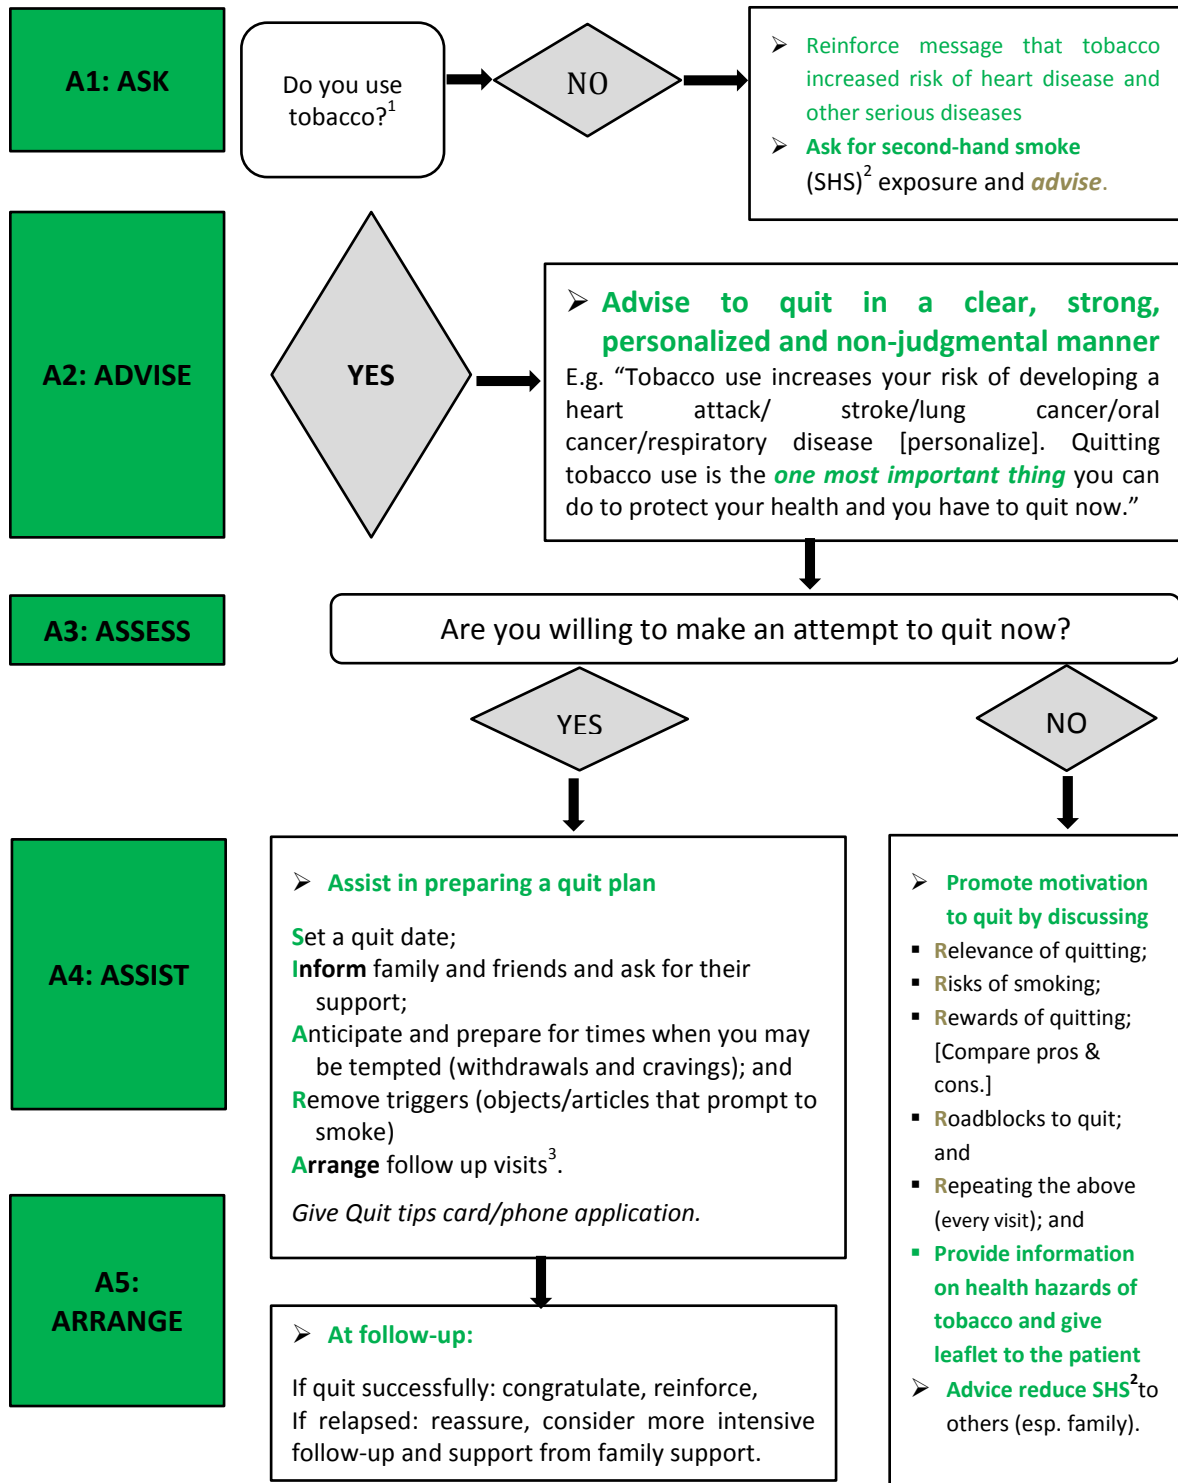 A1: ASK
Do you use
tobacco?1
NO
➢ Reinforce message that tobacco
increased risk of heart disease and
other serious diseases
➢ Ask for second-hand smoke
(SHS)2 exposure and advise.
A2: ADVISE
YES
➢ Advise to quit in a clear, strong,
personalized and non-judgmental manner
E.g. “Tobacco use increases your risk of developing a
heart attack/ stroke/lung cancer/oral
cancer/respiratory disease [personalize]. Quitting
tobacco use is the one most important thing you can
do to protect your health and you have to quit now.”
A3: ASSESS
Are you willing to make an attempt to quit now?
YES
NO
A4: ASSIST
➢ Assist in preparing a quit plan
Set a quit date;
Inform family and friends and ask for their
support;
Anticipate and prepare for times when you may
be tempted (withdrawals and cravings); and
Remove triggers (objects/articles that prompt to
smoke)
Arrange follow up visits3.
Give Quit tips card/phone application.
➢ Promote motivation
to quit by discussing
▪ Relevance of quitting;
▪ Risks of smoking;
▪ Rewards of quitting;
[Compare pros &
cons.]
▪ Roadblocks to quit;
and
▪ Repeating the above
(every visit); and
▪ Provide information
on health hazards of
tobacco and give
leaflet to the patient
➢ Advice reduce SHS2to
others (esp. family).
A5:
ARRANGE
➢ At follow-up:
If quit successfully: congratulate, reinforce,
If relapsed: reassure, consider more intensive
follow-up and support from family support.